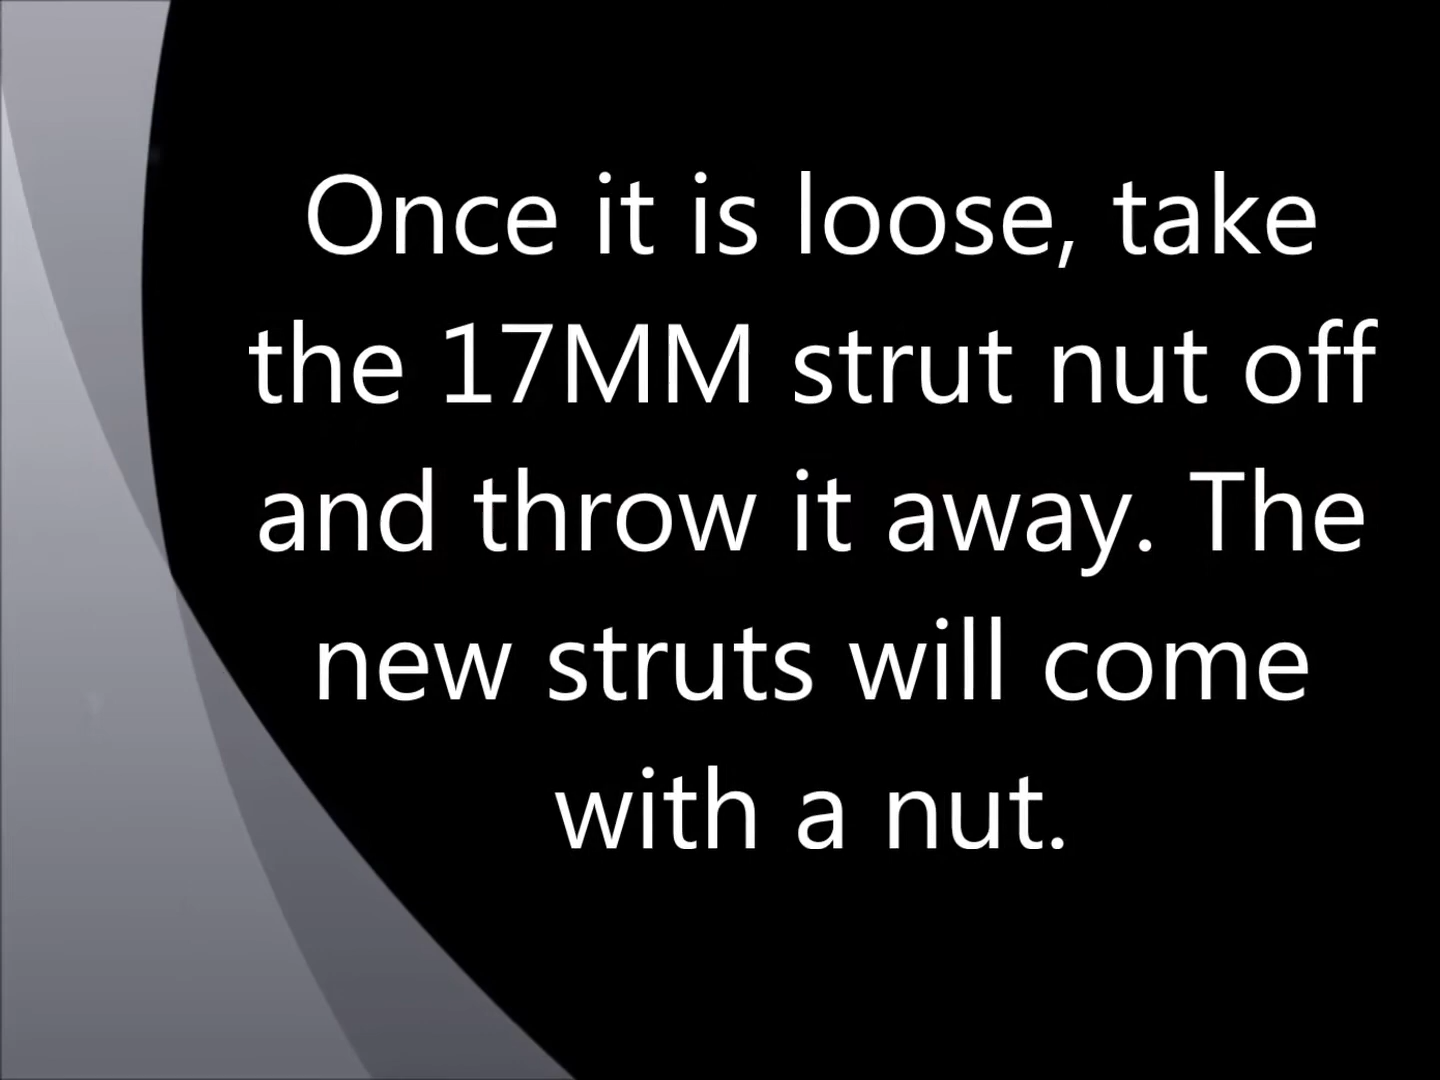 Once it is loose, take
the 17MM strut nut off
and throw it away. The
new struts will come
with a nut.